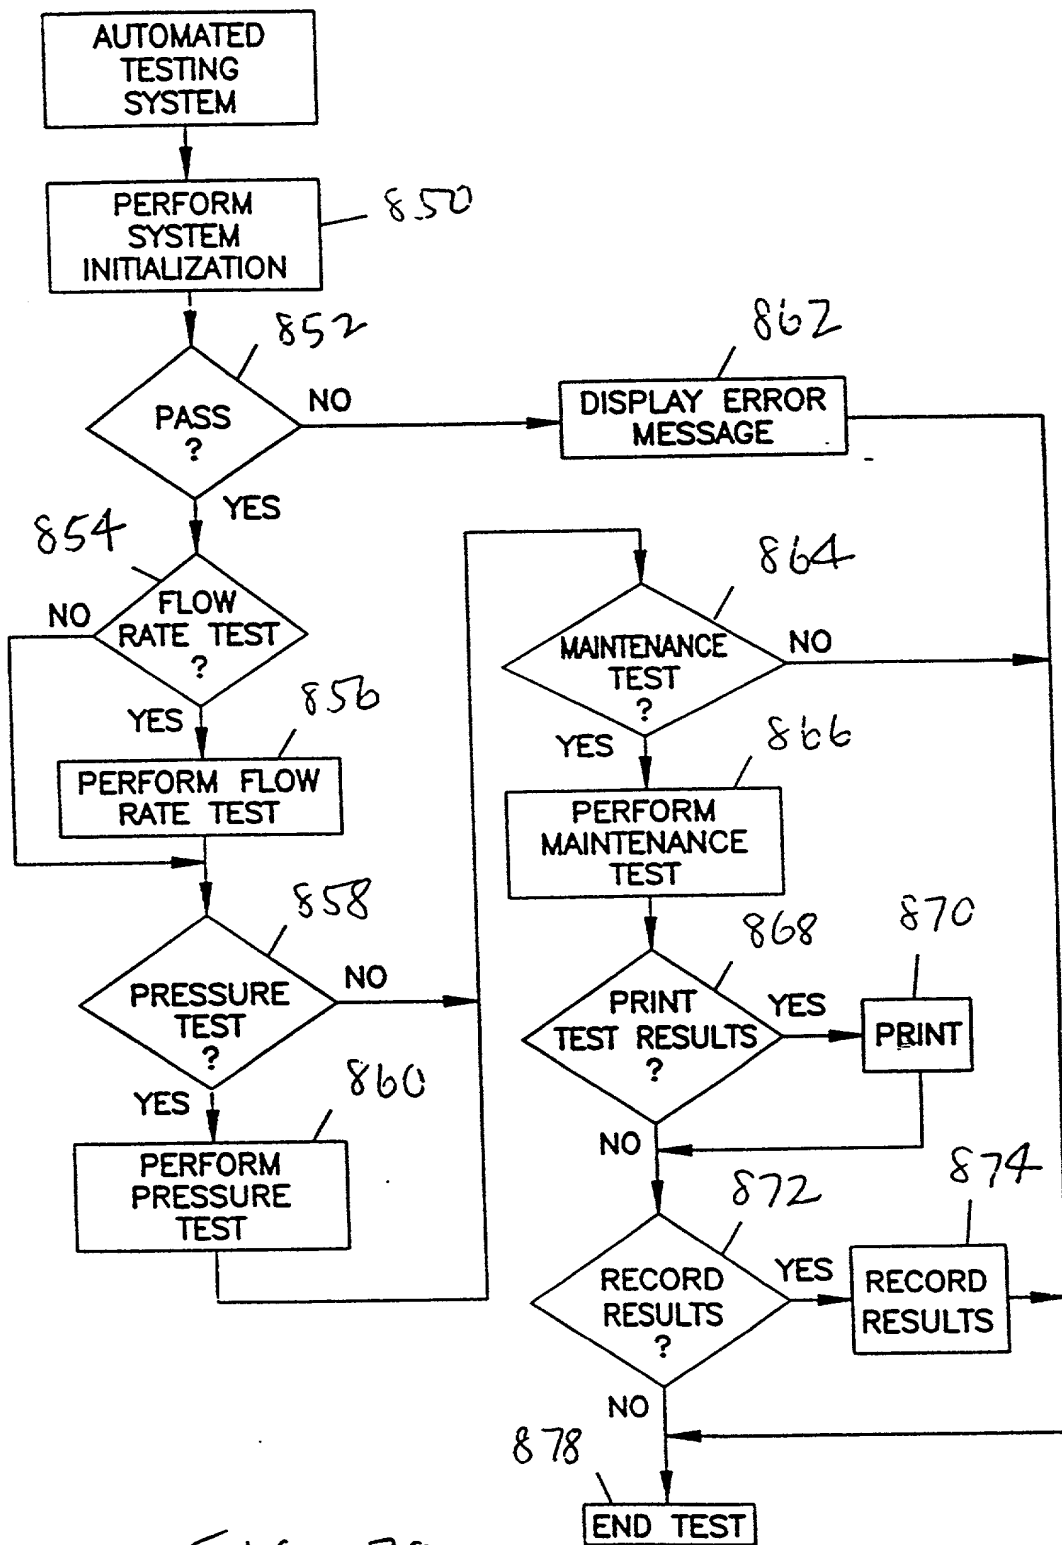 AUTOMATED
TESTING
SYSTEM
PERFORM
SYSTEM
INITIALIZATION
850
852
PASS
?
NO
YES
862
DISPLAY ERROR
MESSAGE
854
FLOW
RATE TEST
?
NO
YES
856
PERFORM FLOW
RATE TEST
858
PRESSURE
TEST
?
NO
YES
860
PERFORM
PRESSURE
TEST
864
MAINTENANCE
TEST
?
NO
YES
866
PERFORM
MAINTENANCE
TEST
868
PRINT
TEST RESULTS
?
YES
870
PRINT
NO
872
RECORD
RESULTS
?
YES
874
RECORD
RESULTS
NO
878
END TEST